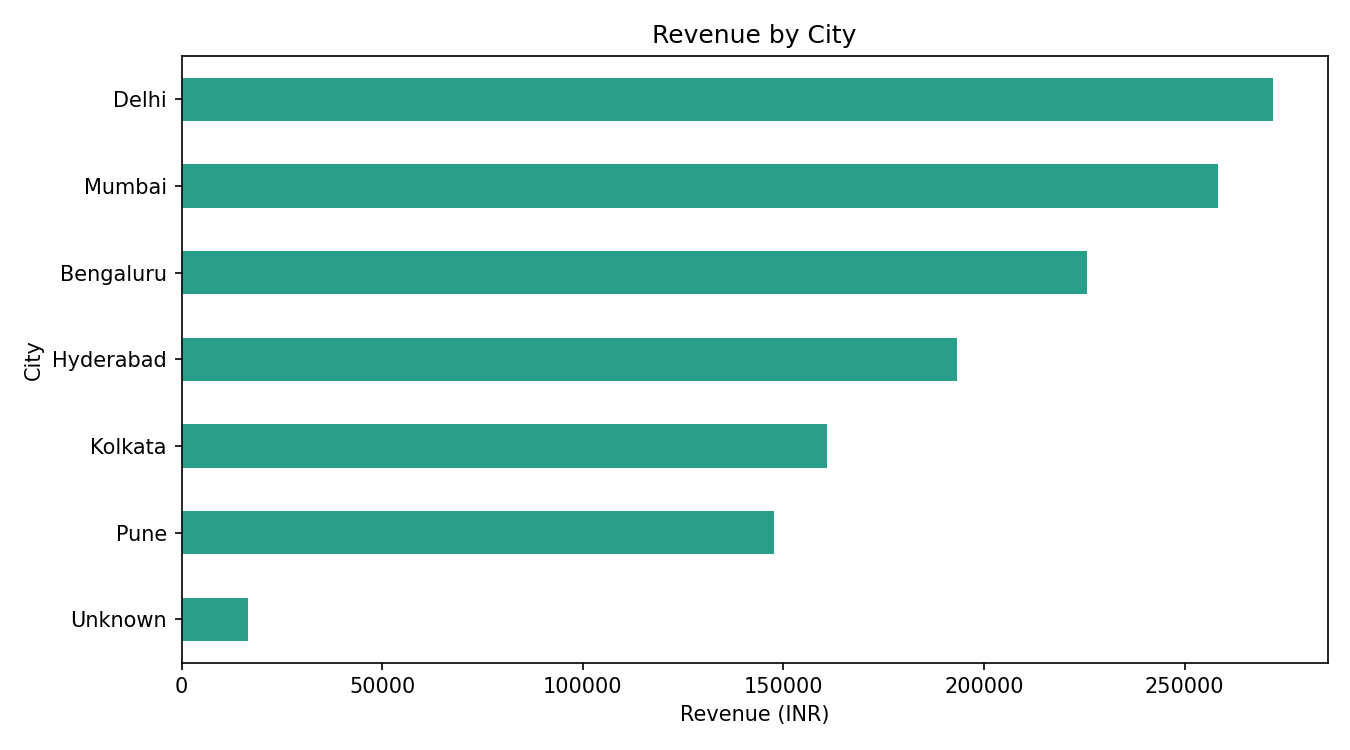 Revenue by City
Delhi
Mumbai
Bengaluru
Hyderabad
Kolkata
Pune
Unknown
City
0 50000 100000 150000 200000 250000
Revenue (INR)